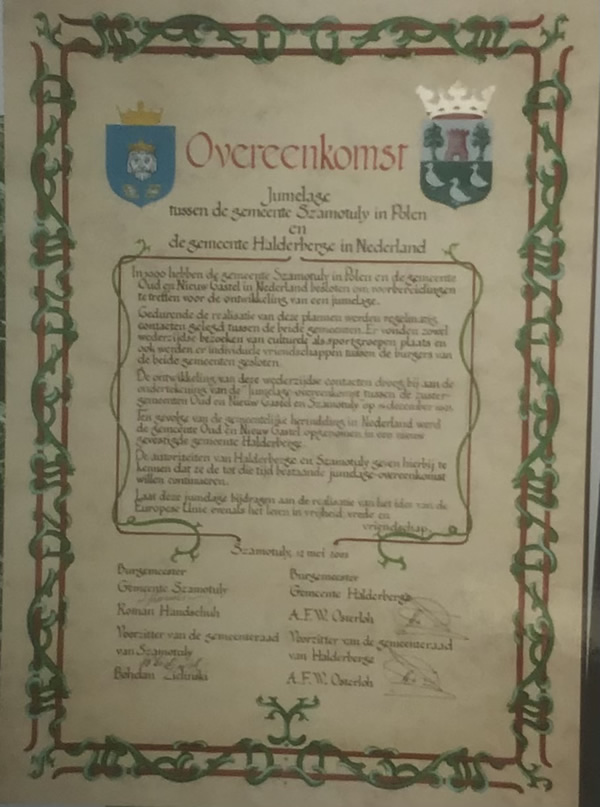 Overeenkomst
Jumelage
tussen de gemeente Szamotuly in Polen
en
de gemeente Halderberge in Nederland
In 1990 hebben de gemeente Szamotuly in Polen en de gemeente
Oud en Nieuw Gastel in Nederland besloten om voorbereidingen
te treffen voor de ontwikkeling van een jumelage.
Gedurende de realisatie van deze plannen werden regelmatig
contacten gelegd tussen de beide gemeenten. Er vonden zowel
wederzijdse bezoeken van culturele als sportgroepen plaats en
ook werden er individuele vriendschappen tussen de burgers van
de beide gemeenten gesloten.
De ontwikkeling van deze wederzijdse contacten droeg bij aan de
ondertekening van de Jumelage-overeenkomst tussen de zuster-
gemeenten Oud en Nieuw Gastel en Szamotuly op december
Ten gevolge van de gemeentelijke herindeling in Nederland werd
de gemeente Oud en Nieuw Gastel opgenomen in een nieuw
gevestigde gemeente Halderberge.
De autoriteiten van Halderberge en Szamotuly geven hierbij te
kennen dat ze de tot die tijd bestaande jumelage-overeenkomst
willen continueren.
Laat deze jumelage bijdragen aan de realisatie van het idee van de
Europese Unie evenals het leven in vrijheid, vrede en
vriendschap.
Szamotuly, 12 mei 2001
Burgemeester Burgemeester
Gemeente Szamotuly Gemeente Halderberge
Roman Handschuh A.F.W. Osterloh
Voorzitter van de gemeenteraad Voorzitter van de gemeenteraad
van Szamotuly van Halderberge
Bohdan Zielinski A.F.W. Osterloh